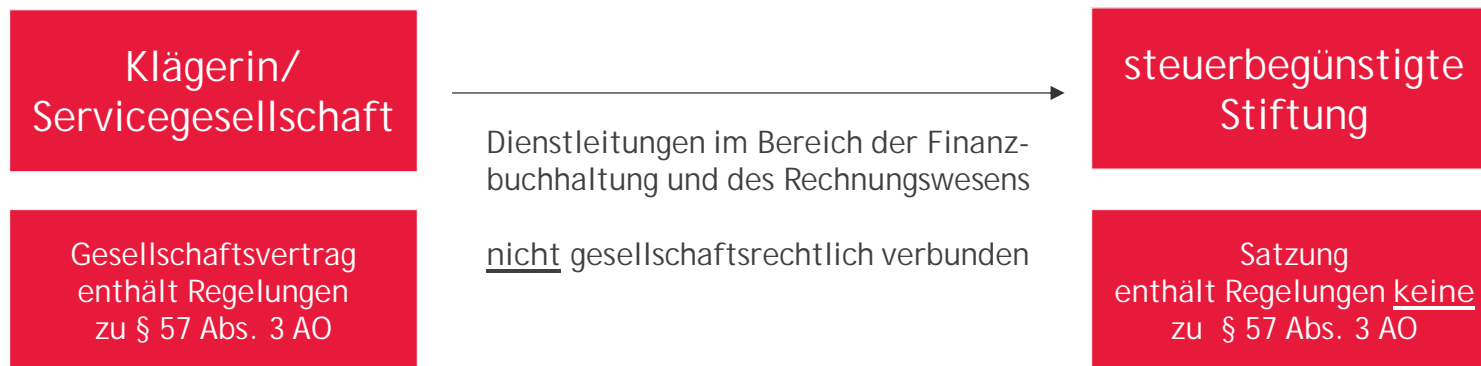 Klägerin/
Servicegesellschaft
Dienstleitungen im Bereich der Finanz-
buchhaltung und des Rechnungswesens
nicht gesellschaftsrechtlich verbunden
steuerbegünstigte
Stiftung
Gesellschaftsvertrag
enthält Regelungen
zu § 57 Abs. 3 AO
Satzung
enthält Regelungen keine
zu § 57 Abs. 3 AO